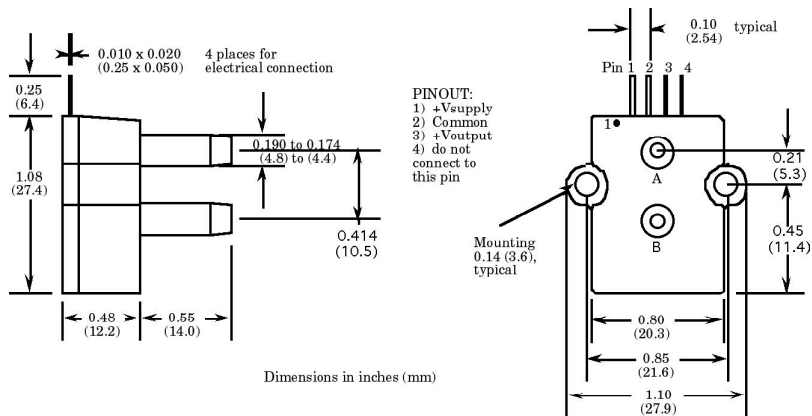 0.010 x 0.020
(0.25 x 0.050)
4 places for
electrical connection
0.25
(6.4)
1.08
(27.4)
0.190 to 0.174
(4.8) to (4.4)
0.414
(10.5)
0.48
(12.2)
0.55
(14.0)
Dimensions in inches (mm)
PINOUT:
1) +Vsupply
2) Common
3) +Voutput
4) do not
connect to
this pin
0.10
(2.54)
typical
Pin 1 2 3 4
1
A
B
0.21
(5.3)
0.45
(11.4)
Mounting
0.14 (3.6),
typical
0.80
(20.3)
0.85
(21.6)
1.10
(27.9)